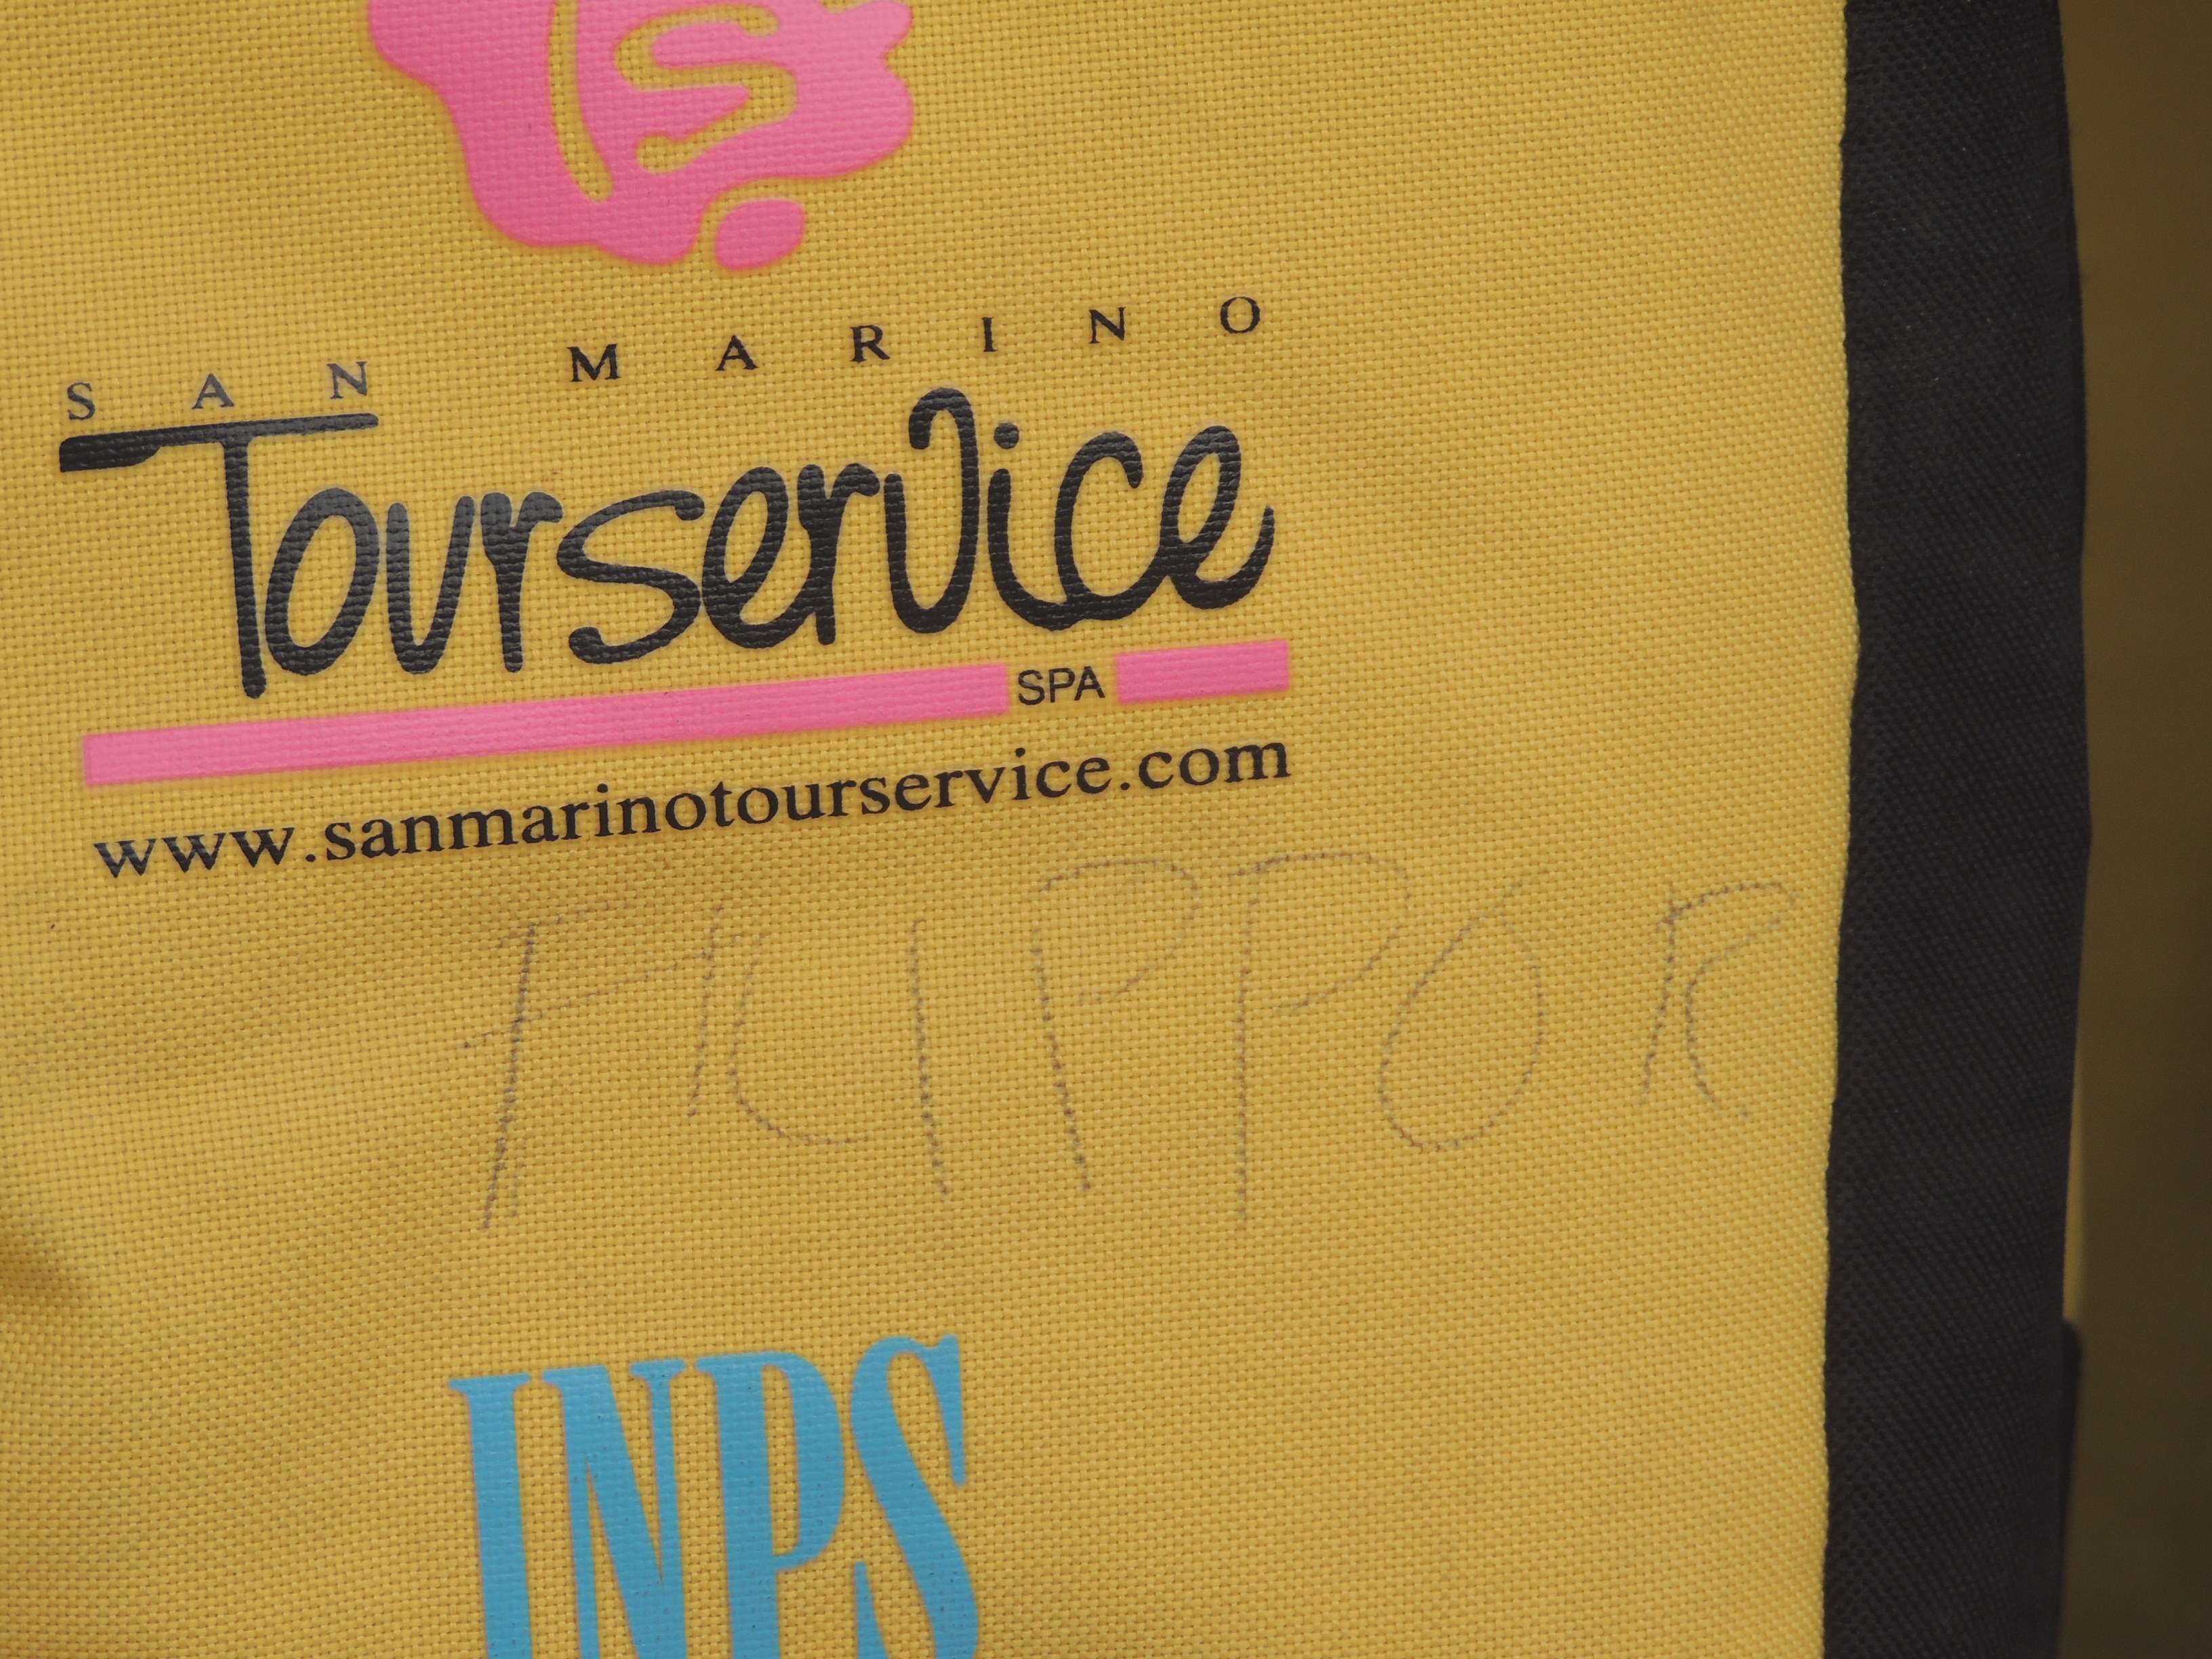 SAN MARINO
Tourservice
SPA
www.sanmarinotourservice.com
FILIPPO R
INPS